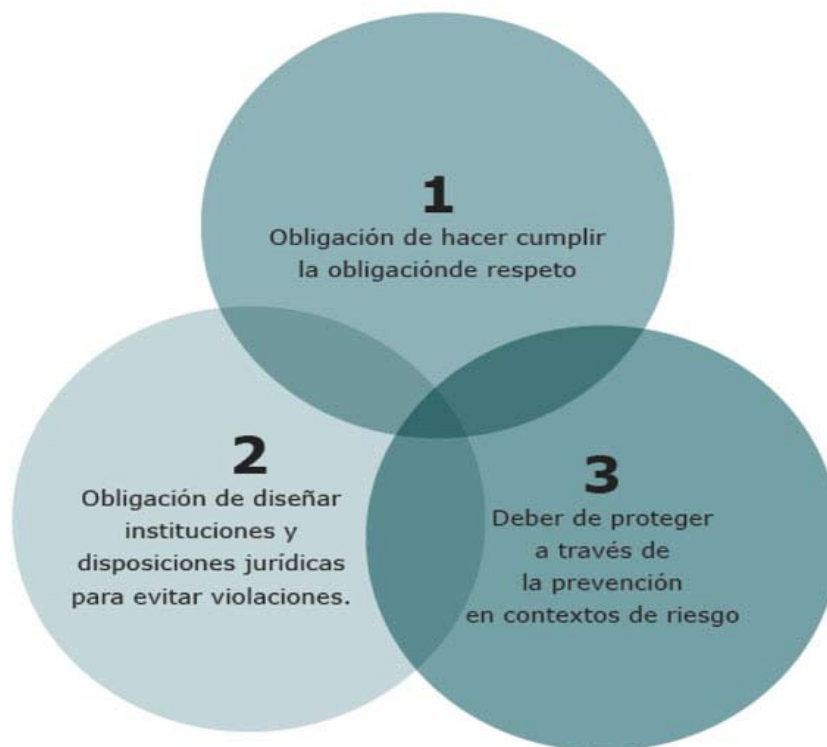 1
Obligación de hacer cumplir
la obligaciónde respeto
2
Obligación de diseñar
instituciones y
disposiciones jurídicas
para evitar violaciones.
3
Deber de proteger
a través de
la prevención
en contextos de riesgo